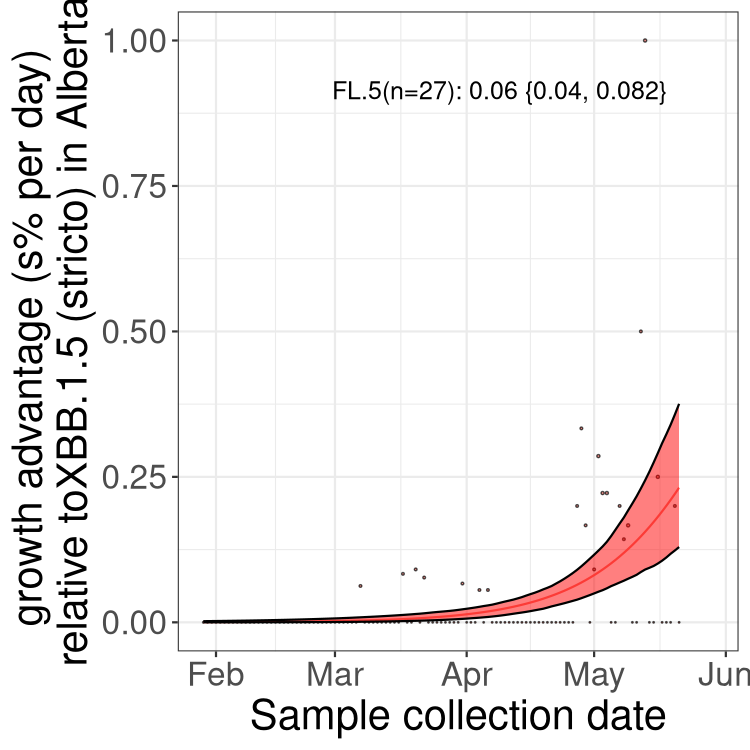 growth advantage (s% per day)
relative toXBB.1.5 (stricto) in Alberta
1.00
0.75
0.50
0.25
0.00
FL.5(n=27): 0.06 {0.04, 0.082}
Feb
Mar
Apr
May
Jun
Sample collection date